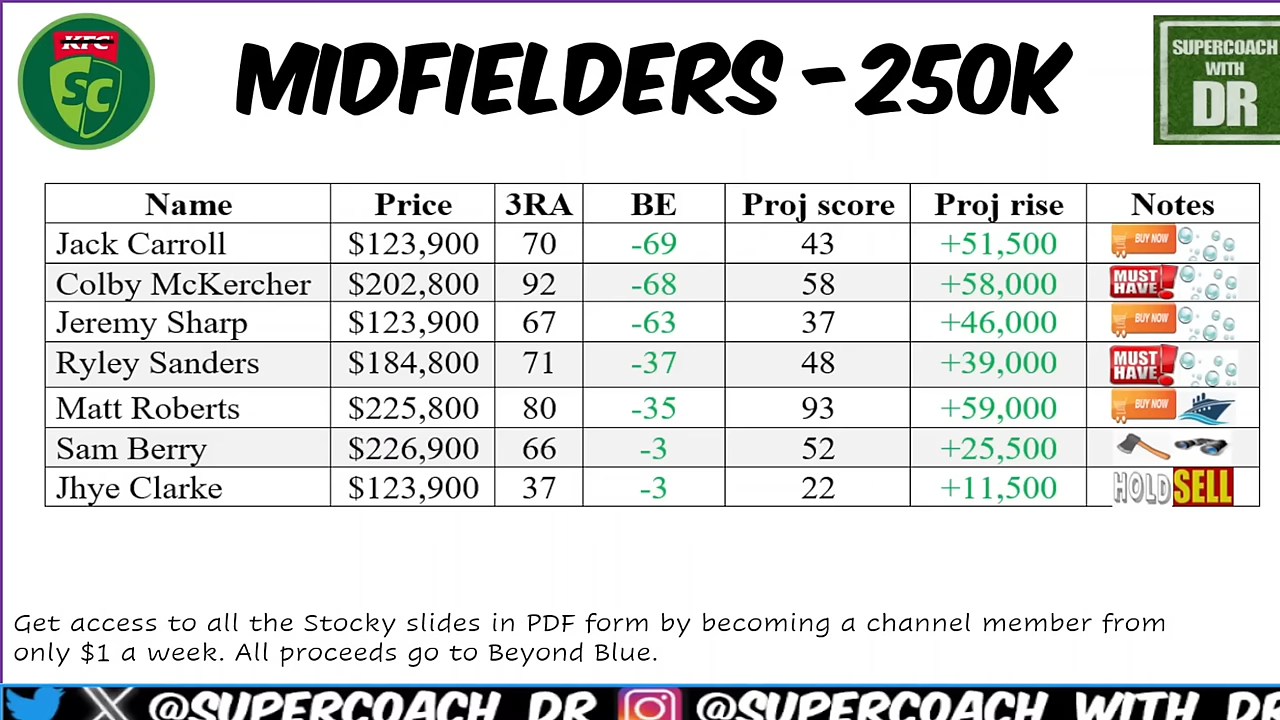 KFC
SC
MIDFIELDERS - 250K
SUPERCOACH
WITH
DR
Name Price 3RA BE Proj score Proj rise Notes
Jack Carroll $123,900 70 -69 43 +51,500 BUY NOW
Colby McKercher $202,800 92 -68 58 +58,000 MUST HAVE!
Jeremy Sharp $123,900 67 -63 37 +46,000 BUY NOW
Ryley Sanders $184,800 71 -37 48 +39,000 MUST HAVE!
Matt Roberts $225,800 80 -35 93 +59,000 BUY NOW
Sam Berry $226,900 66 -3 52 +25,500
Jhye Clarke $123,900 37 -3 22 +11,500 HOLD SELL
Get access to all the Stocky slides in PDF form by becoming a channel member from
only $1 a week. All proceeds go to Beyond Blue.
@SUPERCOACH_DR @SUPERCOACH_WITH_DR